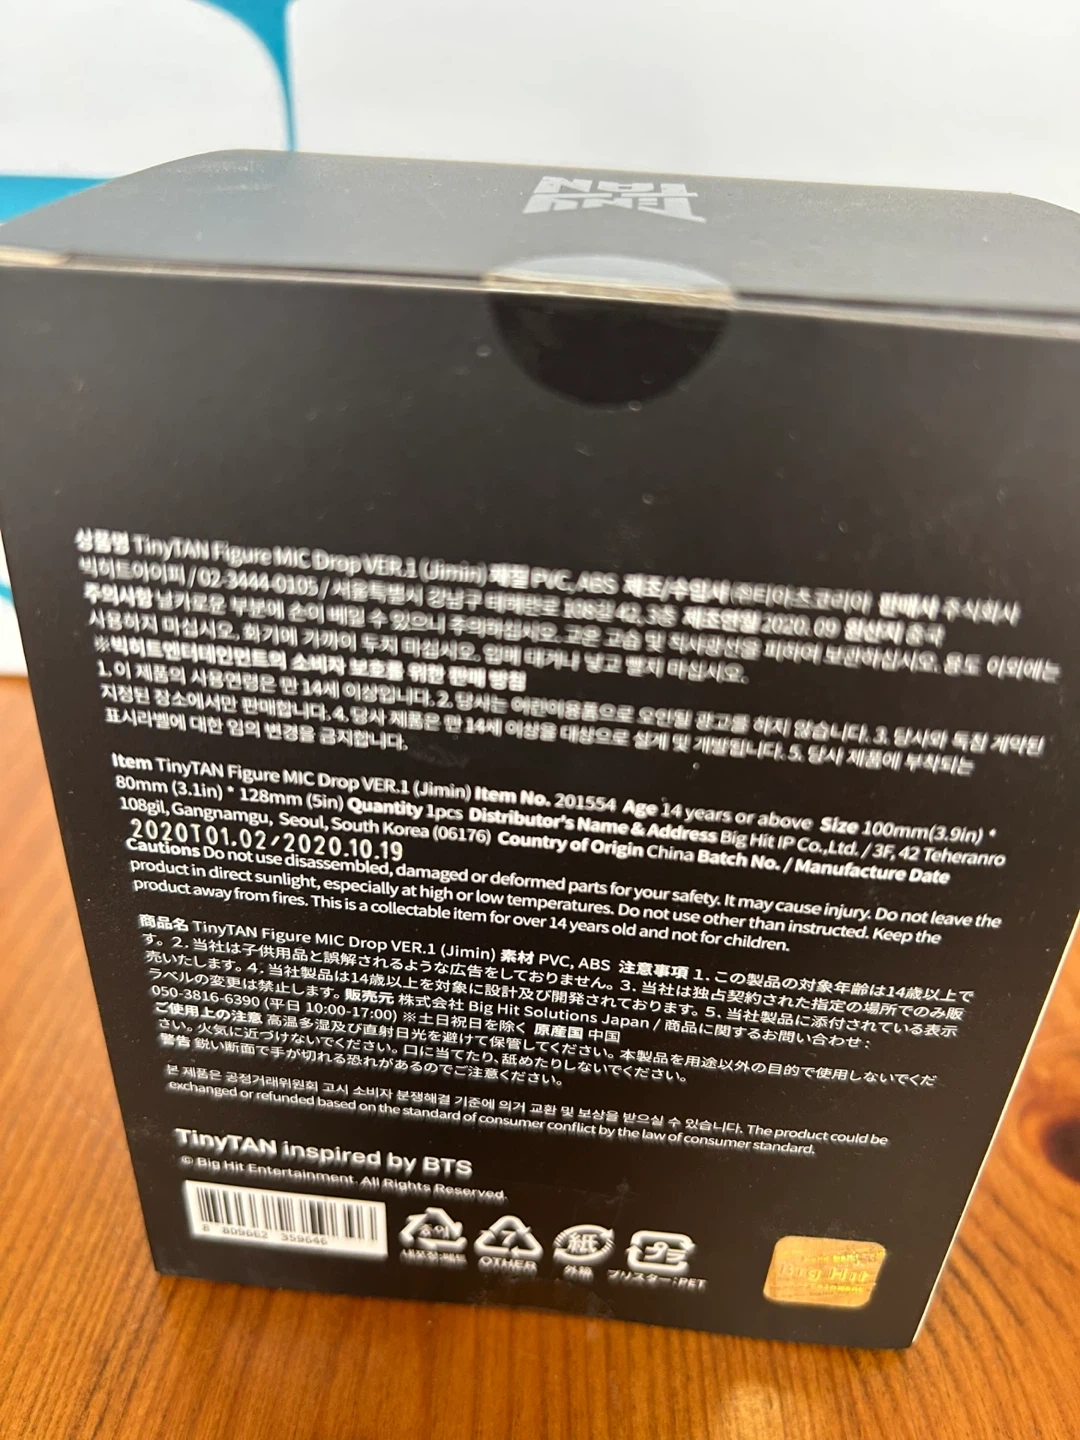 상품명 TinyTAN Figure MIC Drop VER.1 (Jimin) 재질 PVC, ABS 제조/수입사 ㈜티아츠코리아 판매사 주식회사
빅히트아이피 / 02-3444-0105 / 서울특별시 강남구 테헤란로 108길 42, 3층 제조연월 2020. 09 원산지 중국
주의사항 날카로운 부분에 손이 베일 수 있으니 주의하십시오. 고온 고습 및 직사광선을 피하여 보관하십시오. 용도 이외에는
사용하지 마십시오. 화기에 가까이 두지 마십시오. 입에 대거나 넣고 빨지 마십시오.
※빅히트엔터테인먼트의 소비자 보호를 위한 판매 방침
1. 이 제품의 사용연령은 만 14세 이상입니다. 2. 당사는 어린이용품으로 오인될 광고를 하지 않습니다. 3. 당사와 독점 계약된
지정된 장소에서만 판매합니다. 4. 당사 제품은 만 14세 이상을 대상으로 설계 및 개발됩니다. 5. 당사 제품에 부착되는
표시라벨에 대한 임의 변경을 금지합니다.
Item TinyTAN Figure MIC Drop VER.1 (Jimin) Item No. 201554 Age 14 years or above Size 100mm(3.9in) *
80mm (3.1in) * 128mm (5in) Quantity 1pcs Distributor's Name & Address Big Hit IP Co.,Ltd. / 3F, 42 Teheranro
108gil, Gangnamgu, Seoul, South Korea (06176) Country of Origin China Batch No. / Manufacture Date
2020T01.02/2020.10.19
Cautions Do not use disassembled, damaged or deformed parts for your safety. It may cause injury. Do not leave the
product in direct sunlight, especially at high or low temperatures. Do not use other than instructed. Keep the
product away from fires. This is a collectable item for over 14 years old and not for children.
商品名 TinyTAN Figure MIC Drop VER.1 (Jimin) 素材 PVC, ABS 注意事項 1. この製品の対象年齢は14歳以上で
す。2. 当社は子供用品と誤解されるような広告をしておりません。3. 当社は独占契約された指定の場所でのみ販
売いたします。4. 当社製品は14歳以上を対象に設計及び開発されております。5. 当社製品に添付されている表示
ラベルの変更は禁止します。販売元 株式会社 Big Hit Solutions Japan / 商品に関するお問い合わせ :
050-3816-6390 (平日 10:00-17:00) ※土日祝日を除く 原産国 中国
ご使用上の注意 高温多湿及び直射日光を避けて保管してください。本製品を用途以外の目的で使用しないでくだ
さい。火気に近づけないでください。口に当てたり、舐めたりしないでください。
警告 鋭い断面で手が切れる恐れがあるのでご注意ください。
본 제품은 공정거래위원회 고시 소비자 분쟁해결 기준에 의거 교환 및 보상을 받으실 수 있습니다. The product could be
exchanged or refunded based on the standard of consumer conflict by the law of consumer standard.
TinyTAN inspired by BTS
© Big Hit Entertainment. All Rights Reserved.
8 809662 359646
종이
내포장:페트
OTHER
紙
外箱
ブリスター:PET
Big Hit